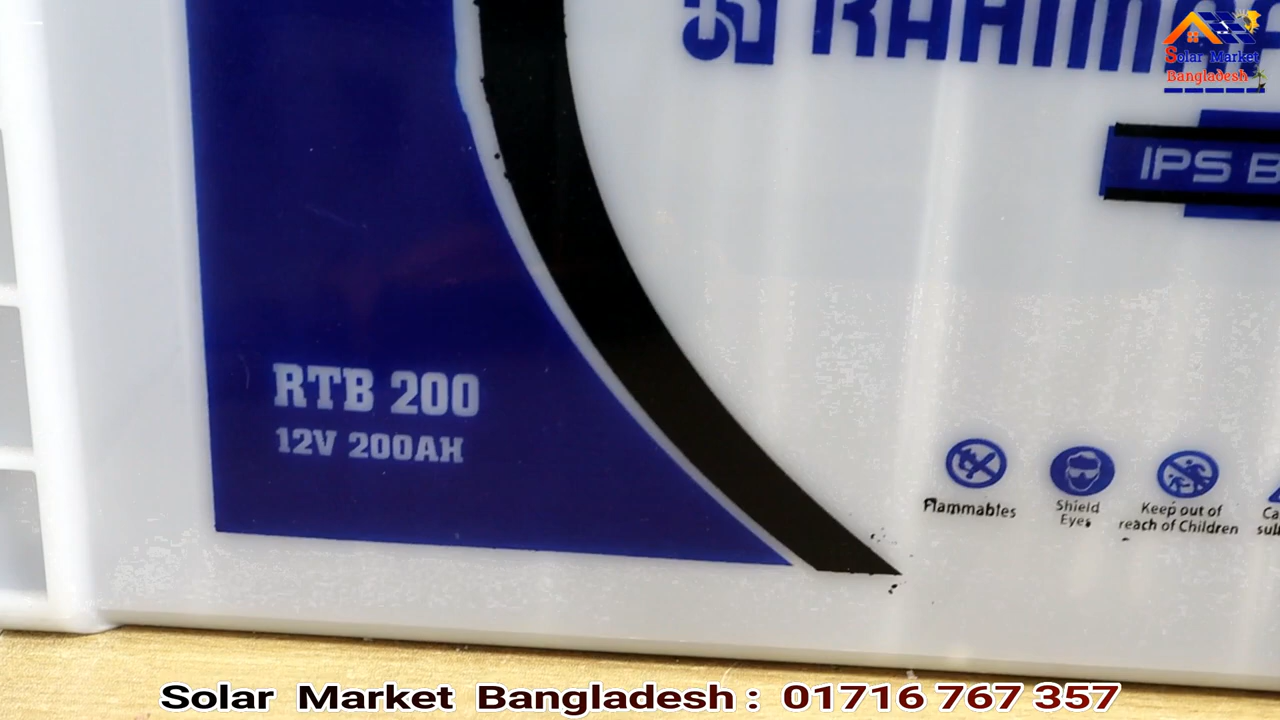 Solar Market
Bangladesh
IPS
RTB 200
12V 200AH
Flammables
Shield
Eyes
Keep out of
reach of Children
Solar Market Bangladesh : 01716 767 357